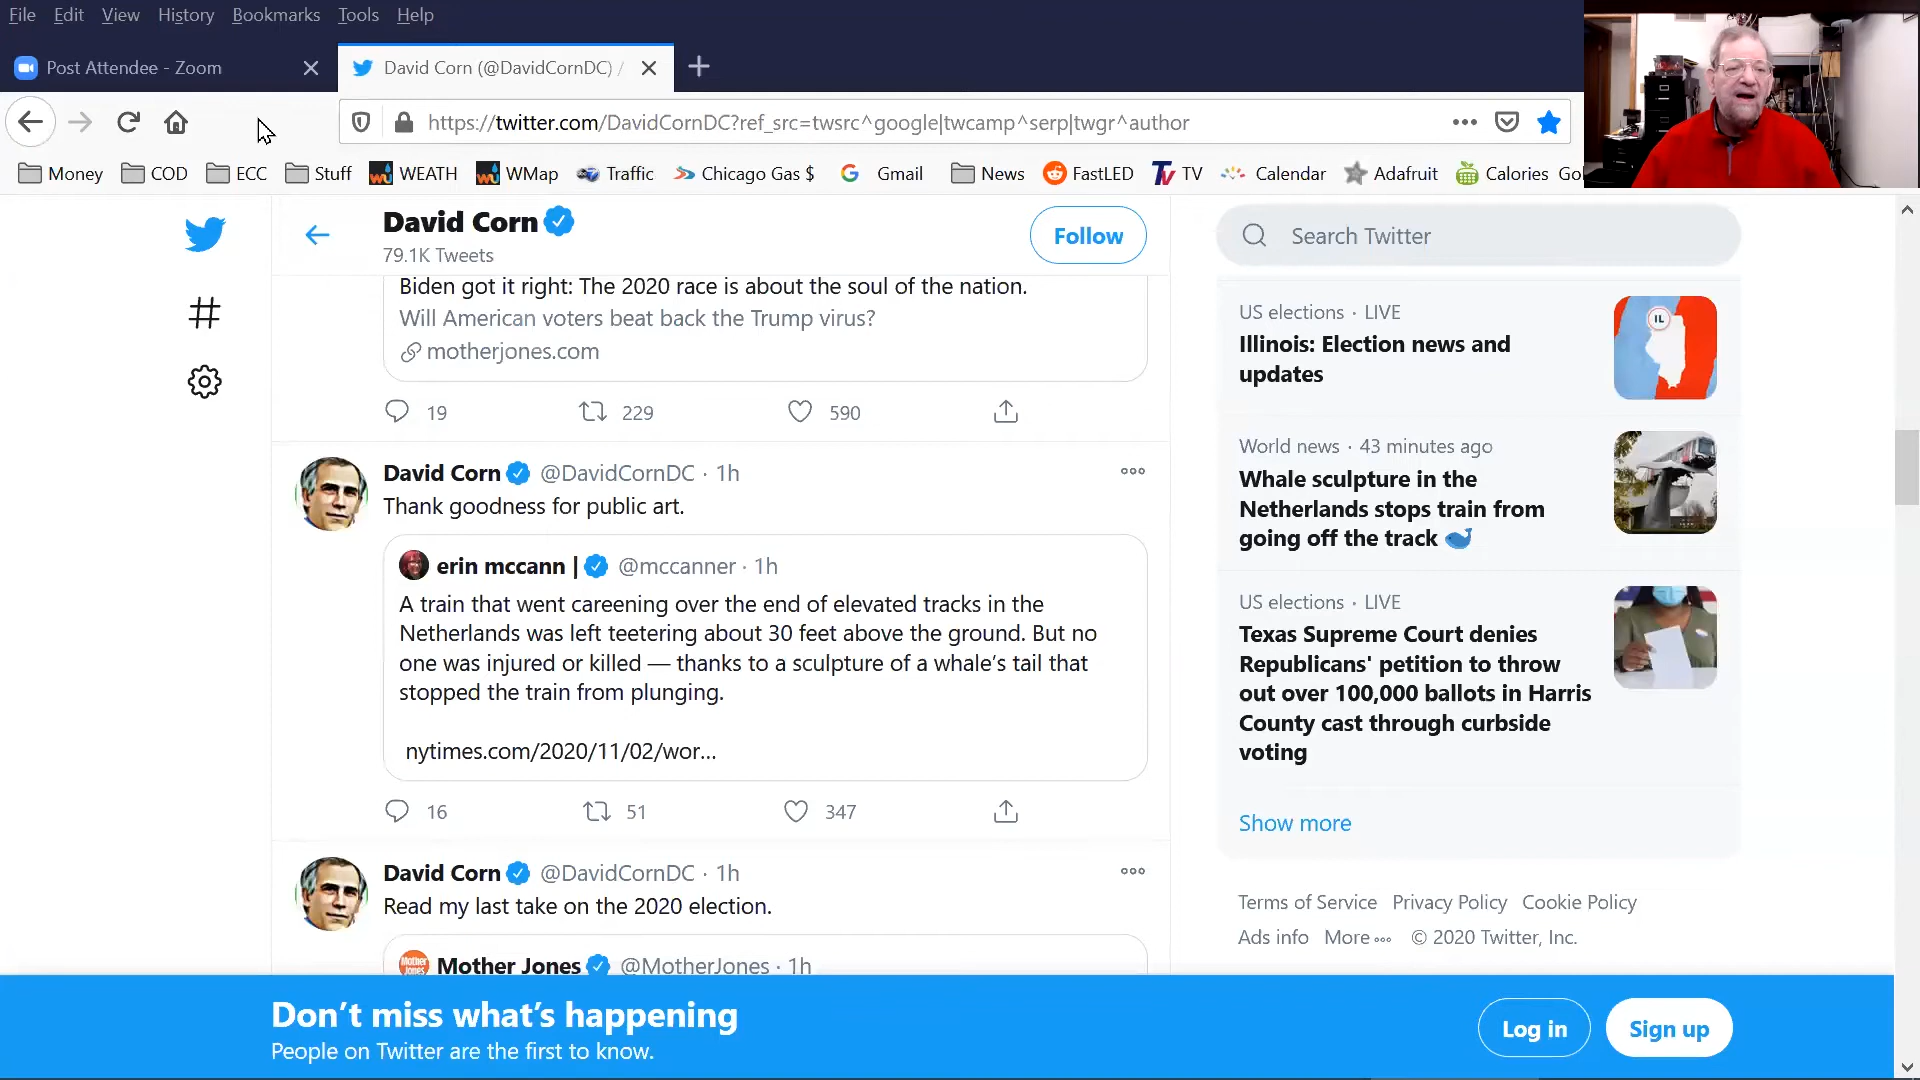 File Edit View History Bookmarks Tools Help
Post Attendee - Zoom
David Corn (@DavidCornDC) /
https://twitter.com/DavidCornDC?ref_src=twsrc^google|twcamp^serp|twgr^author
Money COD ECC Stuff WEATH WMap Traffic Chicago Gas $ Gmail News FastLED TV Calendar Adafruit Calories Go
David Corn
79.1K Tweets
Follow
Biden got it right: The 2020 race is about the soul of the nation.
Will American voters beat back the Trump virus?
motherjones.com
19 229 590
David Corn @DavidCornDC · 1h
Thank goodness for public art.
erin mccann | @mccanner · 1h
A train that went careening over the end of elevated tracks in the
Netherlands was left teetering about 30 feet above the ground. But no
one was injured or killed — thanks to a sculpture of a whale's tail that
stopped the train from plunging.
nytimes.com/2020/11/02/wor...
16 51 347
David Corn @DavidCornDC · 1h
Read my last take on the 2020 election.
Mother Jones @MotherJones · 1h
Search Twitter
US elections · LIVE
Illinois: Election news and
updates
IL
World news · 43 minutes ago
Whale sculpture in the
Netherlands stops train from
going off the track 🐋
US elections · LIVE
Texas Supreme Court denies
Republicans' petition to throw
out over 100,000 ballots in Harris
County cast through curbside
voting
Show more
Terms of Service Privacy Policy Cookie Policy
Ads info More © 2020 Twitter, Inc.
Don't miss what's happening
People on Twitter are the first to know.
Log in
Sign up